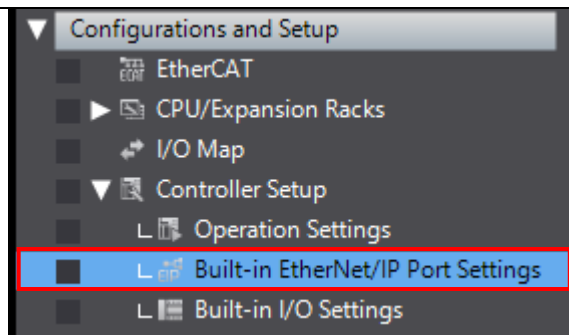 Configurations and Setup
EtherCAT
CPU/Expansion Racks
I/O Map
Controller Setup
Operation Settings
Built-in EtherNet/IP Port Settings
Built-in I/O Settings